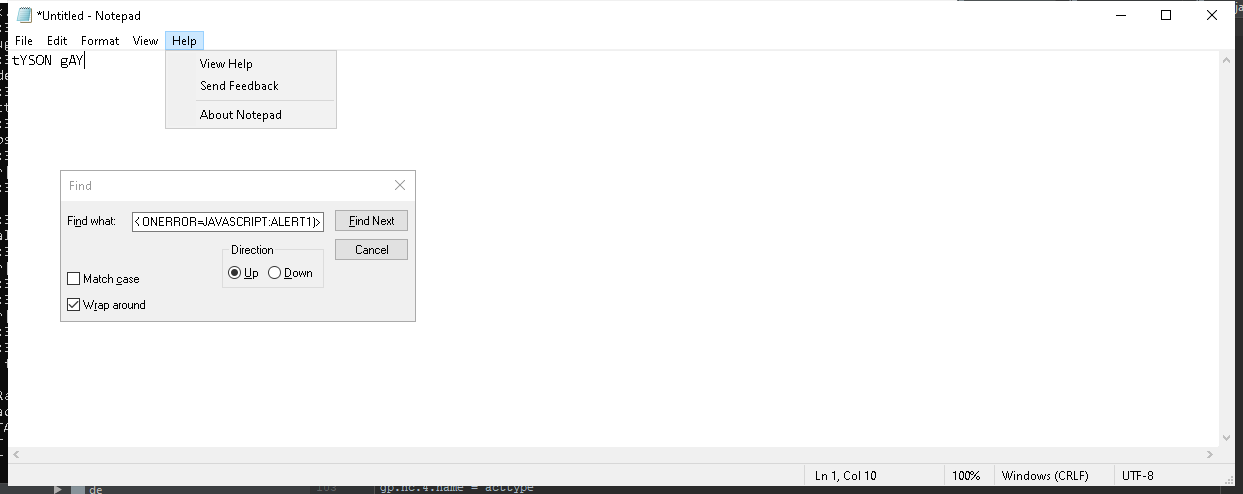 *Untitled - Notepad
File Edit Format View Help
tYSON gAY
View Help
Send Feedback
About Notepad
Find
Find what: < ONERROR=JAVASCRIPT:ALERT1)> Find Next
Direction Cancel
Up Down
Match case
Wrap around
Ln 1, Col 10 100% Windows (CRLF) UTF-8
de gp.nc.4.name = acttype